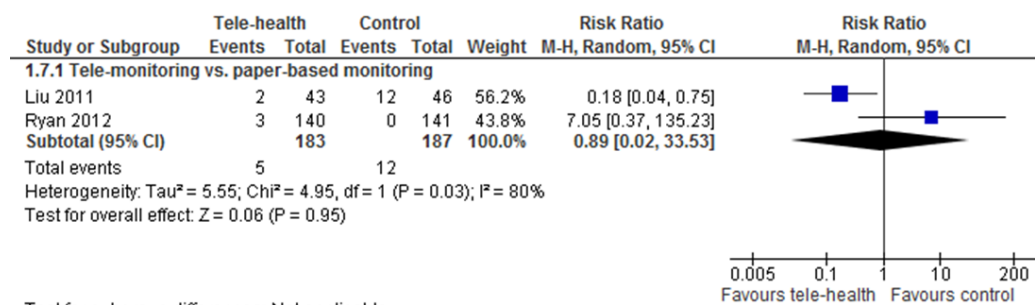 Tele-health Control Risk Ratio Risk Ratio
Study or Subgroup Events Total Events Total Weight M-H, Random, 95% CI M-H, Random, 95% CI
1.7.1 Tele-monitoring vs. paper-based monitoring
Liu 2011 2 43 12 46 56.2% 0.18 [0.04, 0.75]
Ryan 2012 3 140 0 141 43.8% 7.05 [0.37, 135.23]
Subtotal (95% CI) 183 187 100.0% 0.89 [0.02, 33.53]
Total events 5 12
Heterogeneity: Tau² = 5.55; Chi² = 4.95, df = 1 (P = 0.03); I² = 80%
Test for overall effect: Z = 0.06 (P = 0.95)
0.005 0.1 1 10 200
Favours tele-health Favours control